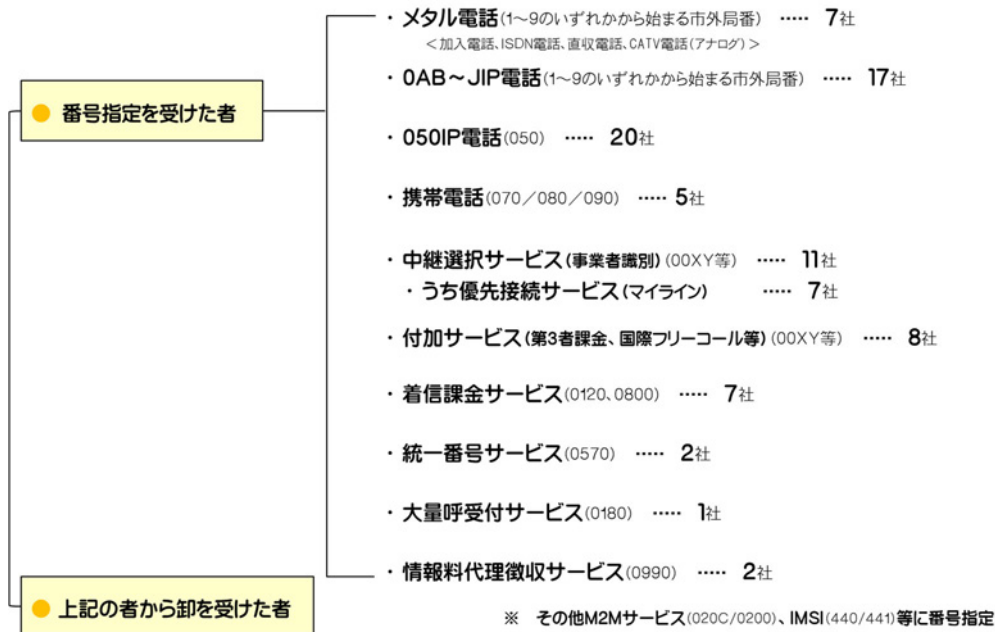 ・メタル電話(1〜9のいずれかから始まる市外局番) ‥‥‥ 7社
<加入電話、ISDN電話、直収電話、CATV電話(アナログ)>
・0AB〜JIP電話(1〜9のいずれかから始まる市外局番) ‥‥‥ 17社
● 番号指定を受けた者
・050IP電話(050) ‥‥‥ 20社
・携帯電話(070/080/090) ‥‥‥ 5社
・中継選択サービス(事業者識別)(00XY等) ‥‥‥ 11社
・うち優先接続サービス(マイライン) ‥‥‥ 7社
・付加サービス(第3者課金、国際フリーコール等)(00XY等) ‥‥‥ 8社
・着信課金サービス(0120、0800) ‥‥‥ 7社
・統一番号サービス(0570) ‥‥‥ 2社
・大量呼受付サービス(0180) ‥‥‥ 1社
・情報料代理徴収サービス(0990) ‥‥‥ 2社
● 上記の者から卸を受けた者
※ その他M2Mサービス(020C/0200)、IMSI(440/441)等に番号指定